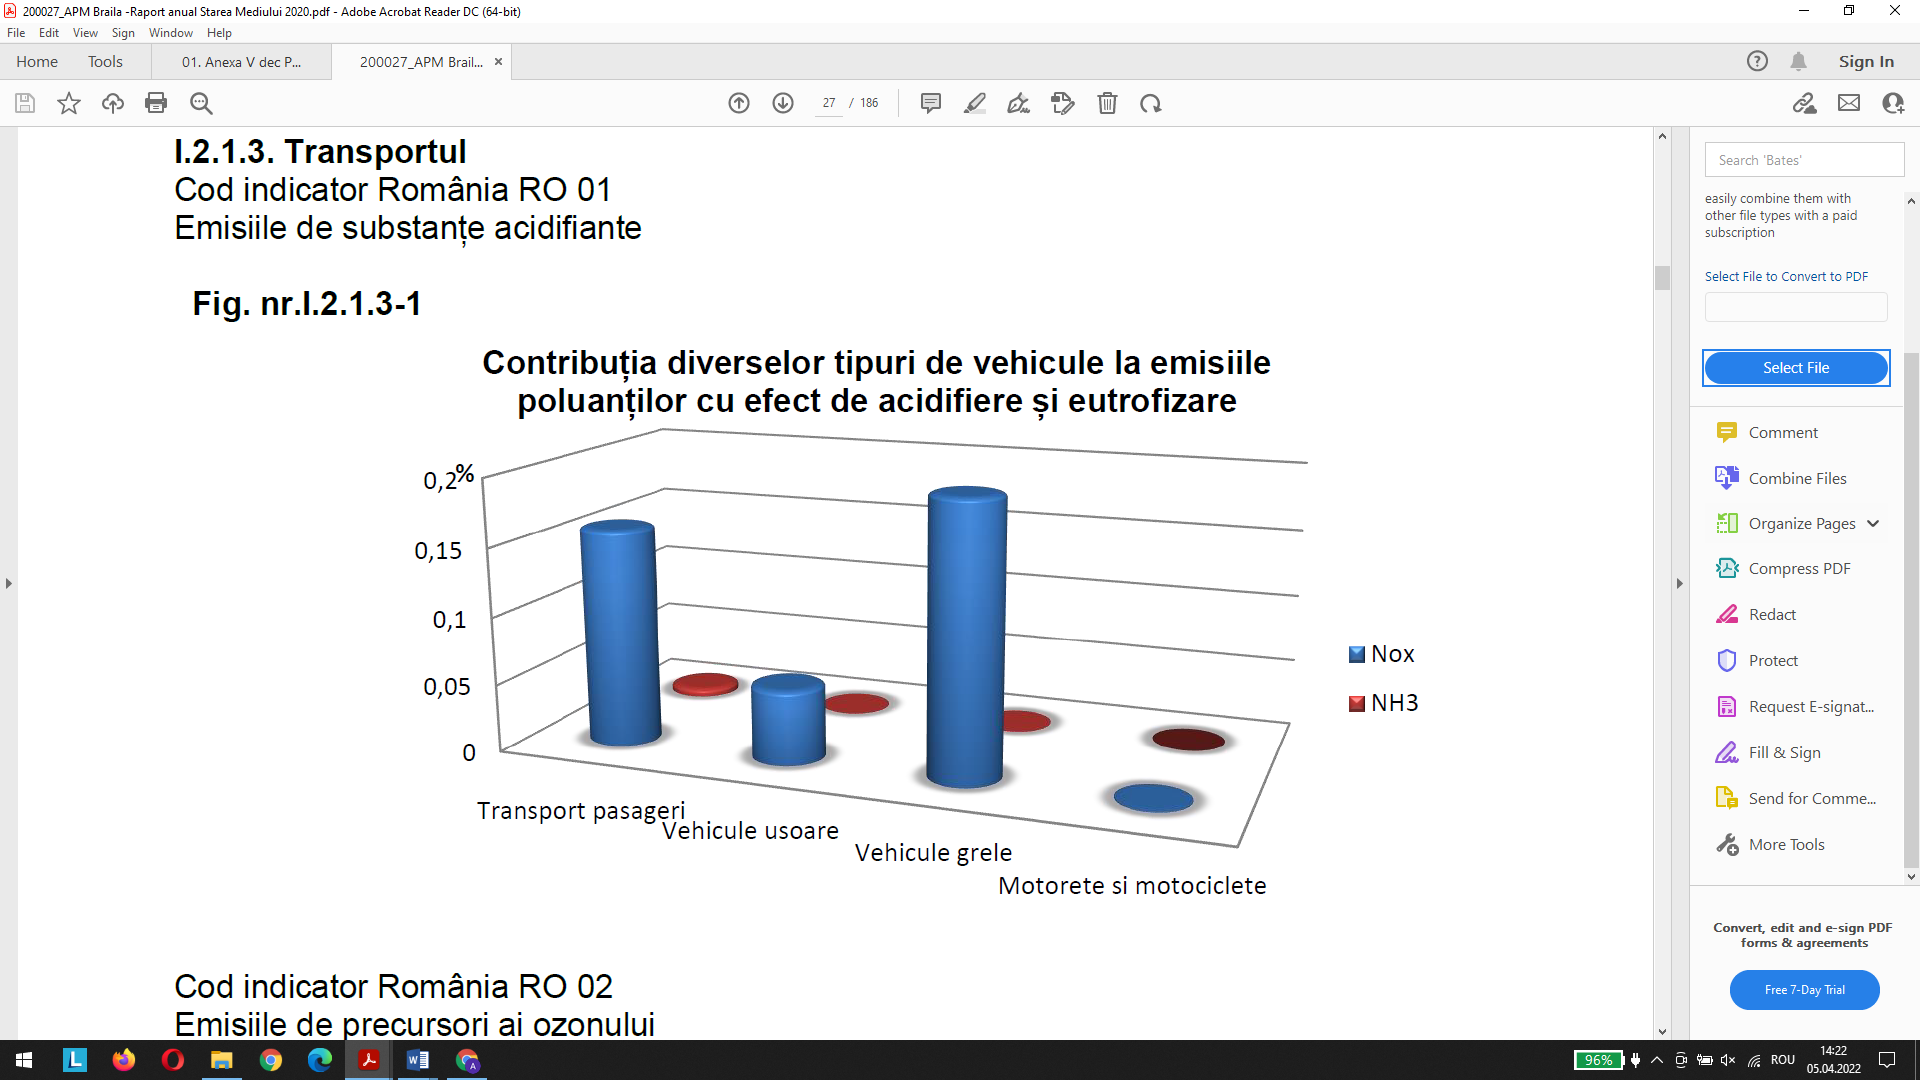 200027_APM Braila -Raport anual Starea Mediului 2020.pdf - Adobe Acrobat Reader DC (64-bit)
File Edit View Sign Window Help
Home Tools 01. Anexa V dec P... 200027_APM Brail... × Sign In
27 / 186
I.2.1.3. Transportul
Cod indicator România RO 01
Emisiile de substanțe acidifiante
Fig. nr.I.2.1.3-1
Contribuția diverselor tipuri de vehicule la emisiile
poluanților cu efect de acidifiere și eutrofizare
%
0,2
0,15
0,1
0,05
0
Transport pasageri
Vehicule usoare
Vehicule grele
Motorete si motociclete
Nox
NH3
Cod indicator România RO 02
Emisiile de precursori ai ozonului
Search 'Bates'
easily combine them with
other file types with a paid
subscription
Select File to Convert to PDF
Select File
Comment
Combine Files
Organize Pages
Compress PDF
Redact
Protect
Request E-signat...
Fill & Sign
Send for Comme...
More Tools
Convert, edit and e-sign PDF
forms & agreements
Free 7-Day Trial
96% ROU 14:22
05.04.2022